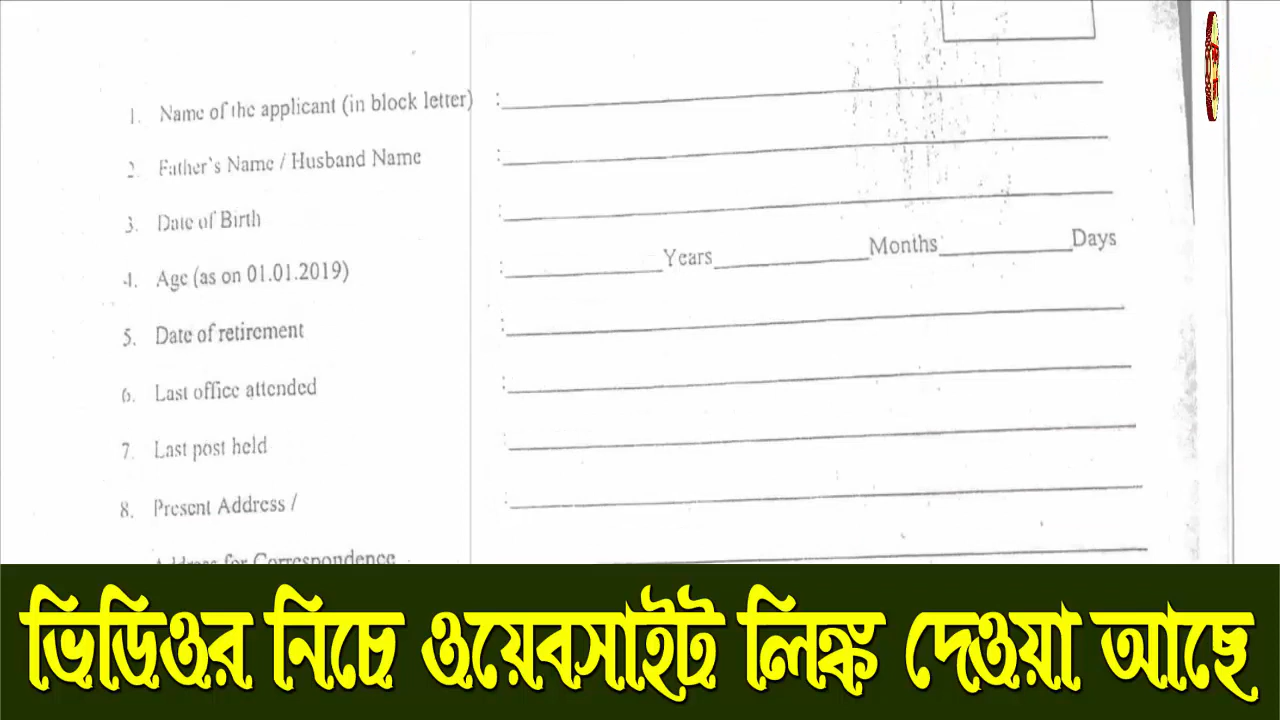 1. Name of the applicant (in block letter) :
2. Father's Name / Husband Name :
3. Date of Birth :
4. Age (as on 01.01.2019) : Years Months Days
5. Date of retirement :
6. Last office attended :
7. Last post held :
8. Present Address / :
Address for Correspondence
ভিডিওর নিচে ওয়েবসাইট লিঙ্ক দেওয়া আছে